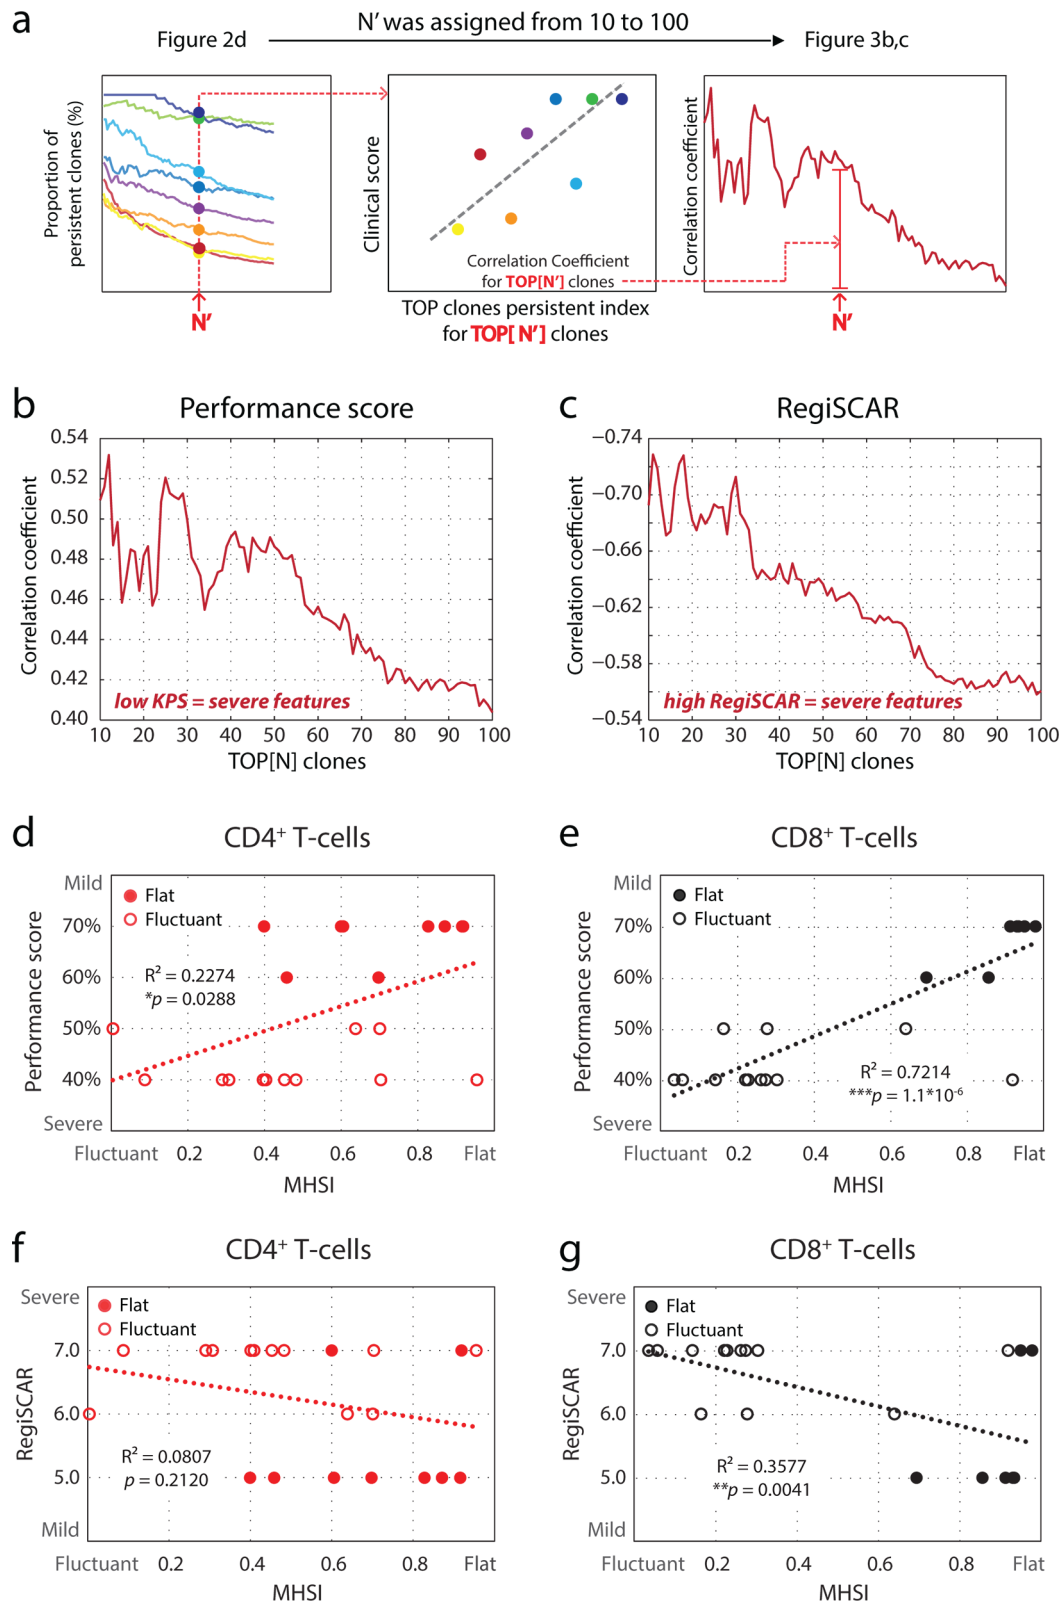 a
N′ was assigned from 10 to 100
Figure 2d
Figure 3b,c
Proportion of
persistent clones (%)
N′
Clinical score
Correlation Coefficient
for TOP[N′] clones
TOP clones persistent index
for TOP[ N′] clones
Correlation coefficient
N′
b
Performance score
Correlation coefficient
0.54
0.52
0.50
0.48
0.46
0.44
0.42
0.40
low KPS = severe features
10 20 30 40 50 60 70 80 90 100
TOP[N] clones
c
RegiSCAR
Correlation coefficient
−0.74
−0.70
−0.66
−0.62
−0.58
−0.54
high RegiSCAR = severe features
10 20 30 40 50 60 70 80 90 100
TOP[N] clones
d
CD4+ T-cells
Performance score
Mild
70%
60%
50%
40%
Severe
Flat
Fluctuant
R² = 0.2274
*p = 0.0288
Fluctuant 0.2 0.4 0.6 0.8 Flat
MHSI
e
CD8+ T-cells
Performance score
Mild
70%
60%
50%
40%
Severe
Flat
Fluctuant
R² = 0.7214
***p = 1.1*10⁻⁶
Fluctuant 0.2 0.4 0.6 0.8 Flat
MHSI
f
CD4+ T-cells
RegiSCAR
Severe
7.0
6.0
5.0
Mild
Flat
Fluctuant
R² = 0.0807
p = 0.2120
Fluctuant 0.2 0.4 0.6 0.8 Flat
MHSI
g
CD8+ T-cells
RegiSCAR
Severe
7.0
6.0
5.0
Mild
Flat
Fluctuant
R² = 0.3577
**p = 0.0041
Fluctuant 0.2 0.4 0.6 0.8 Flat
MHSI